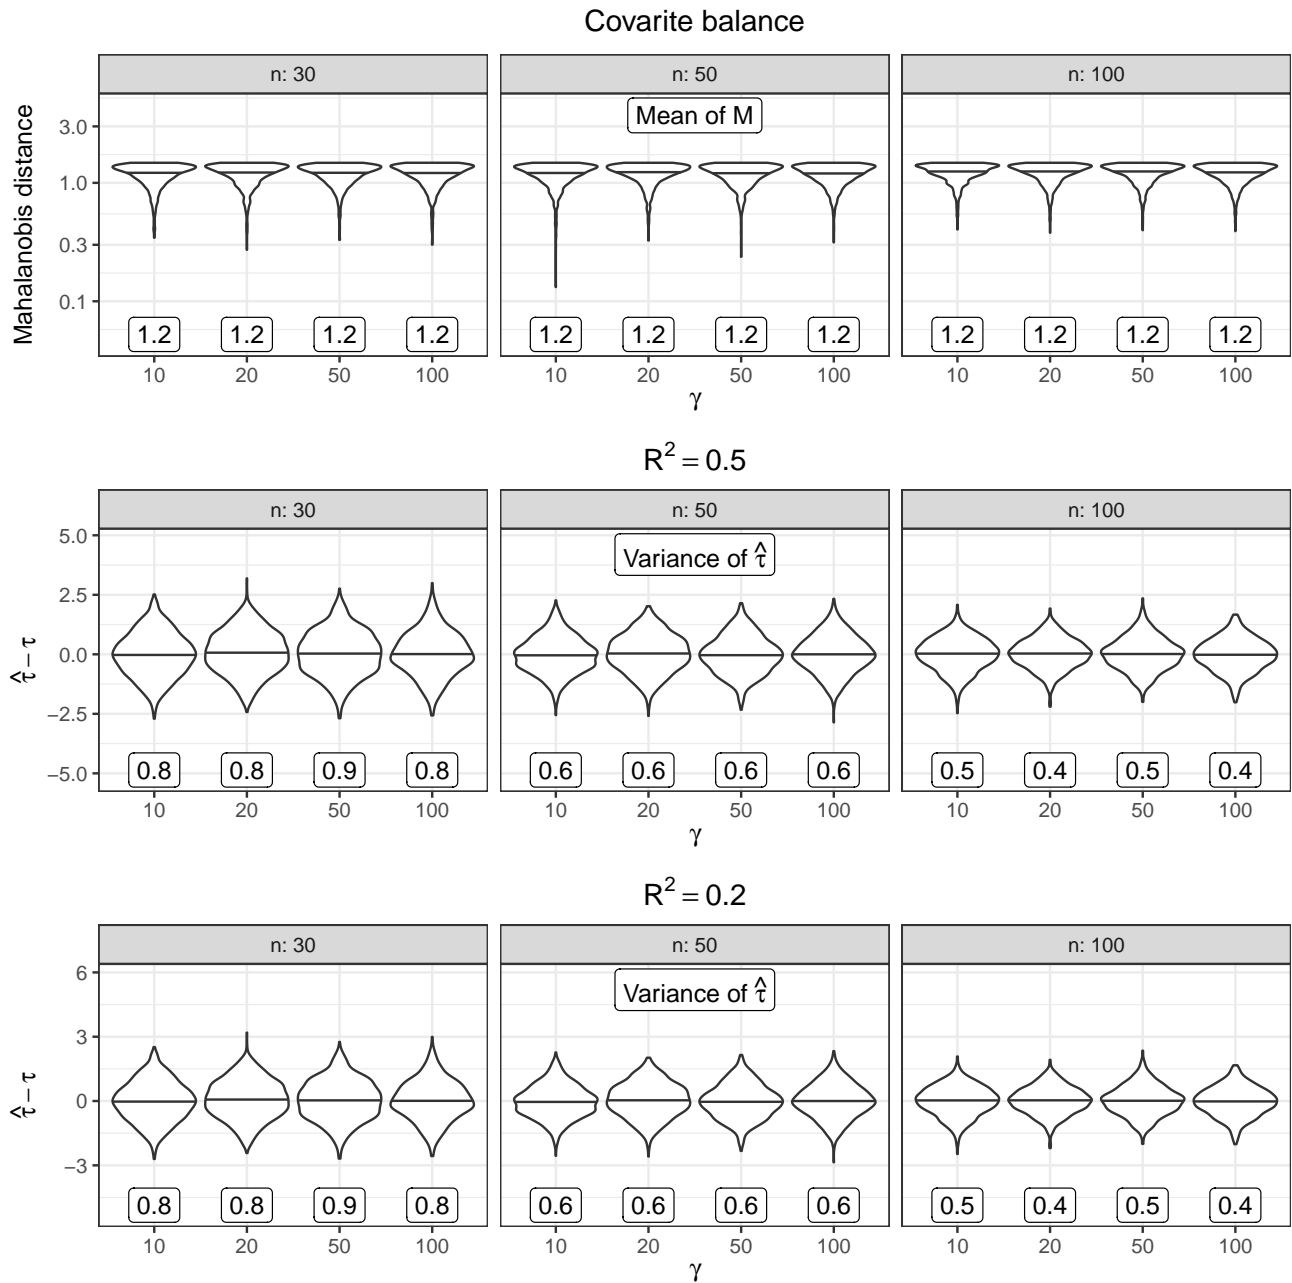 Covarite balance
n: 30 n: 50 n: 100
Mahalanobis distance
Mean of M
3.0
1.0
0.3
0.1
1.2 1.2 1.2 1.2 1.2 1.2 1.2 1.2 1.2 1.2 1.2 1.2
10 20 50 100 10 20 50 100 10 20 50 100
γ
R² = 0.5
n: 30 n: 50 n: 100
τ̂ − τ
Variance of τ̂
5.0
2.5
0.0
−2.5
−5.0
0.8 0.8 0.9 0.8 0.6 0.6 0.6 0.6 0.5 0.4 0.5 0.4
10 20 50 100 10 20 50 100 10 20 50 100
γ
R² = 0.2
n: 30 n: 50 n: 100
τ̂ − τ
Variance of τ̂
6
3
0
−3
0.8 0.8 0.9 0.8 0.6 0.6 0.6 0.6 0.5 0.4 0.5 0.4
10 20 50 100 10 20 50 100 10 20 50 100
γ